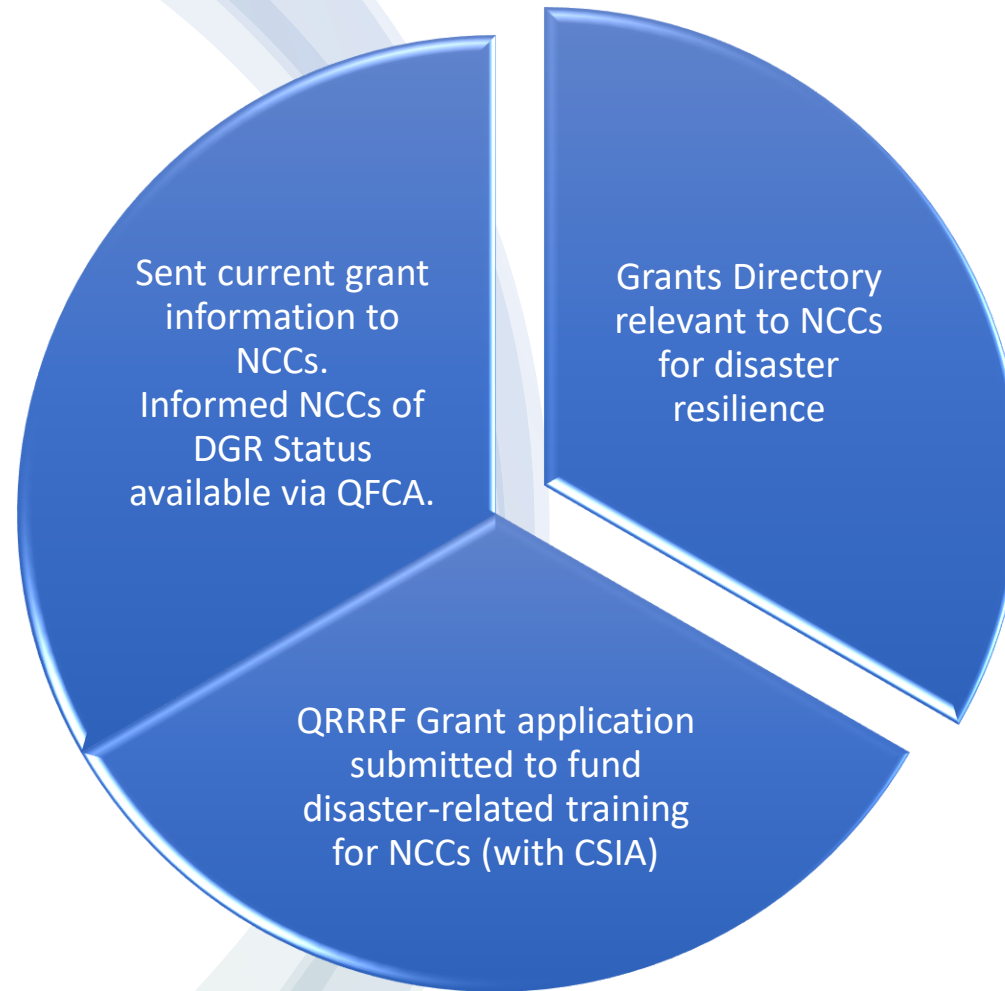 Sent current grant
information to
NCCs.
Informed NCCs of
DGR Status
available via QFCA.
Grants Directory
relevant to NCCs
for disaster
resilience
QRRRF Grant application
submitted to fund
disaster-related training
for NCCs (with CSIA)